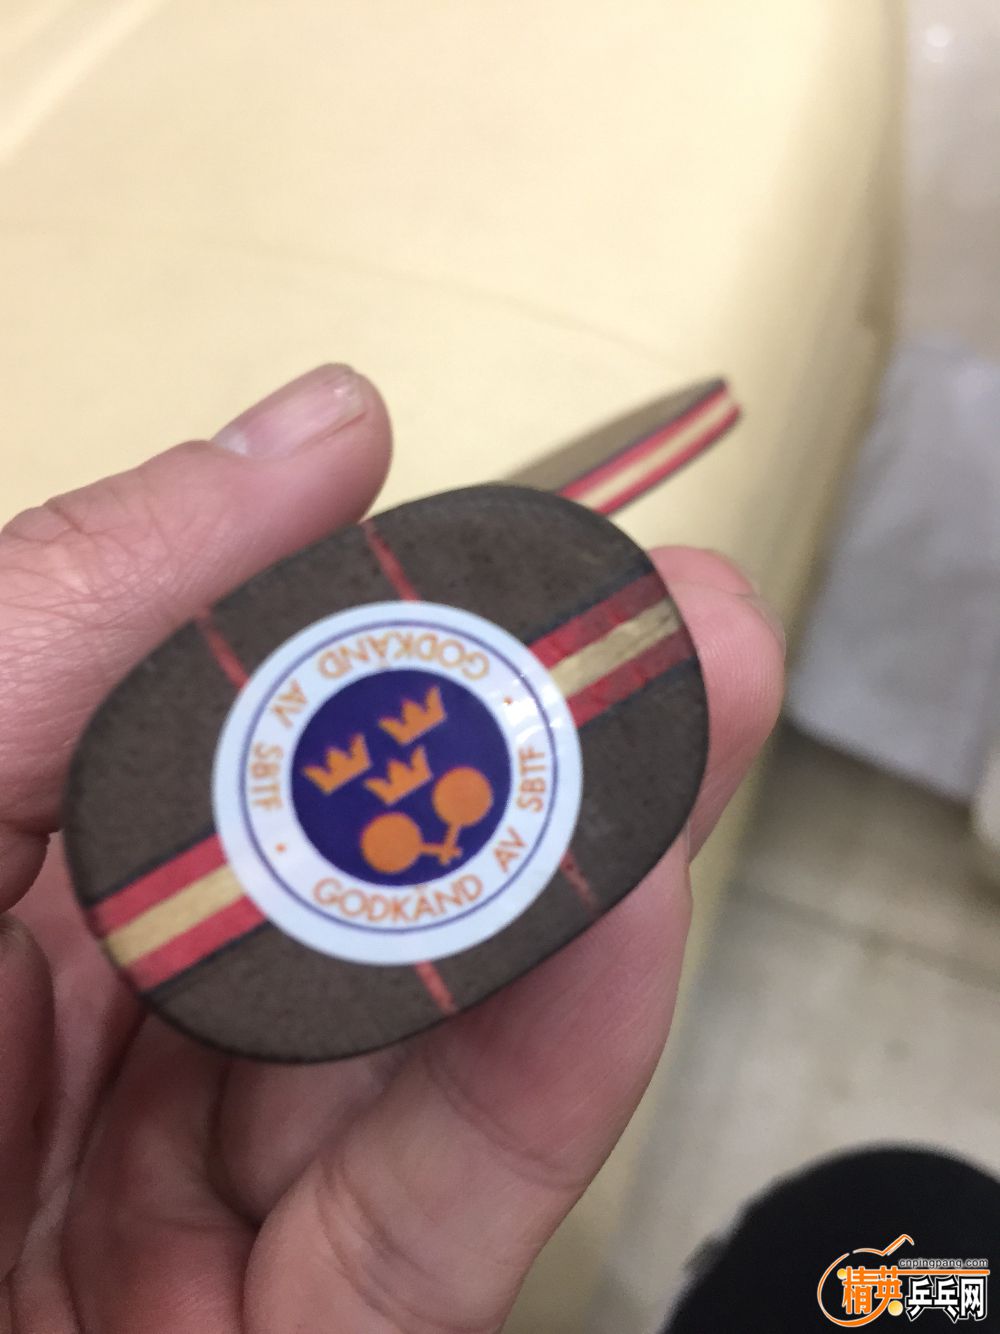 GODKÄND AV SBTF
GODKÄND AV SBTF
cnpingpang.com
精英乒乓网